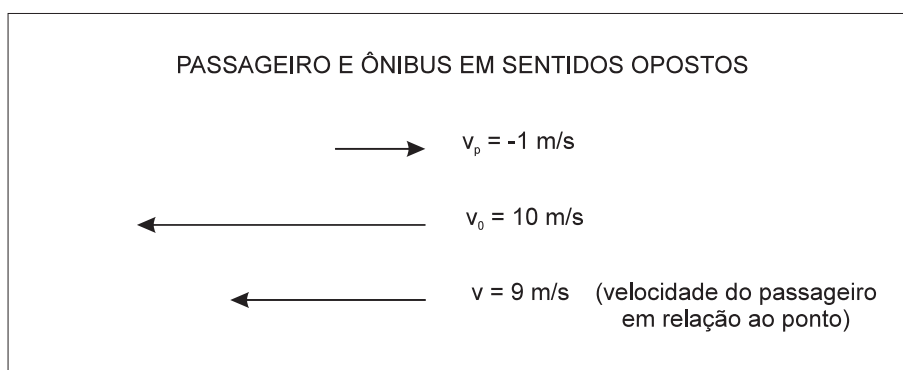 PASSAGEIRO E ÔNIBUS EM SENTIDOS OPOSTOS
vp = -1 m/s
v0 = 10 m/s
v = 9 m/s (velocidade do passageiro
em relação ao ponto)